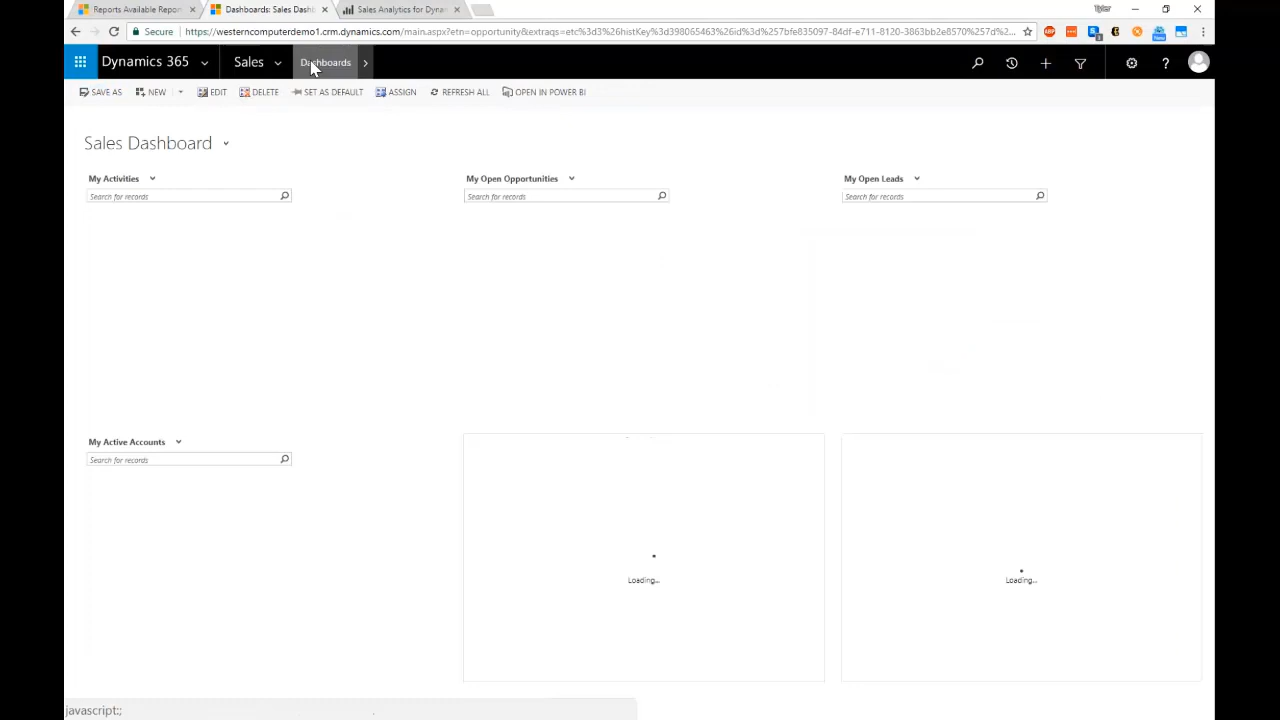 Reports Available Repor
Dashboards: Sales Dashl
Sales Analytics for Dynar
Tyler
Secure
https://westerncomputerdemo1.crm.dynamics.com/main.aspx?etn=opportunity&extraqs=etc%3d3%26histKey%3d398065463%26id%3d%257bfe835097-84df-e711-8120-3863bb2e8570%257d%2...
Dynamics 365
Sales
Dashboards
SAVE AS
NEW
EDIT
DELETE
SET AS DEFAULT
ASSIGN
REFRESH ALL
OPEN IN POWER BI
Sales Dashboard
My Activities
My Open Opportunities
My Open Leads
Search for records
Search for records
Search for records
My Active Accounts
Search for records
Loading...
Loading...
javascript:;